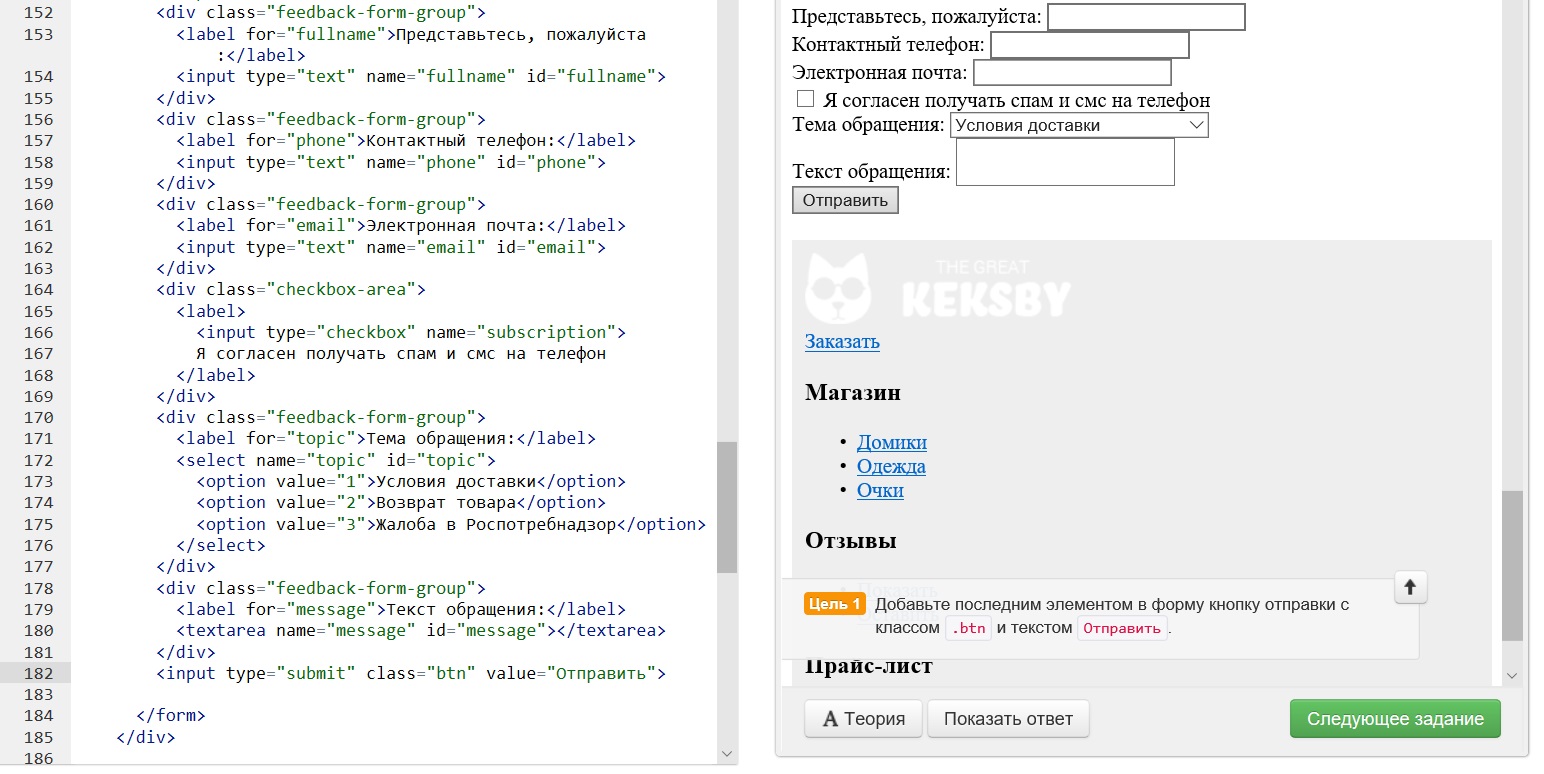 152 <div class="feedback-form-group">
153 <label for="fullname">Представьтесь, пожалуйста
:</label>
154 <input type="text" name="fullname" id="fullname">
155 </div>
156 <div class="feedback-form-group">
157 <label for="phone">Контактный телефон:</label>
158 <input type="text" name="phone" id="phone">
159 </div>
160 <div class="feedback-form-group">
161 <label for="email">Электронная почта:</label>
162 <input type="text" name="email" id="email">
163 </div>
164 <div class="checkbox-area">
165 <label>
166 <input type="checkbox" name="subscription">
167 Я согласен получать спам и смс на телефон
168 </label>
169 </div>
170 <div class="feedback-form-group">
171 <label for="topic">Тема обращения:</label>
172 <select name="topic" id="topic">
173 <option value="1">Условия доставки</option>
174 <option value="2">Возврат товара</option>
175 <option value="3">Жалоба в Роспотребнадзор</option>
176 </select>
177 </div>
178 <div class="feedback-form-group">
179 <label for="message">Текст обращения:</label>
180 <textarea name="message" id="message"></textarea>
181 </div>
182 <input type="submit" class="btn" value="Отправить">
183
184 </form>
185 </div>
186
Представьтесь, пожалуйста:
Контактный телефон:
Электронная почта:
Я согласен получать спам и смс на телефон
Тема обращения: Условия доставки
Текст обращения:
Отправить
THE GREAT
KEKSBY
Заказать
Магазин
• Домики
• Одежда
• Очки
Отзывы
• Показать
Цель 1 Добавьте последним элементом в форму кнопку отправки с
классом .btn и текстом Отправить.
Прайс-лист
A Теория
Показать ответ
Следующее задание